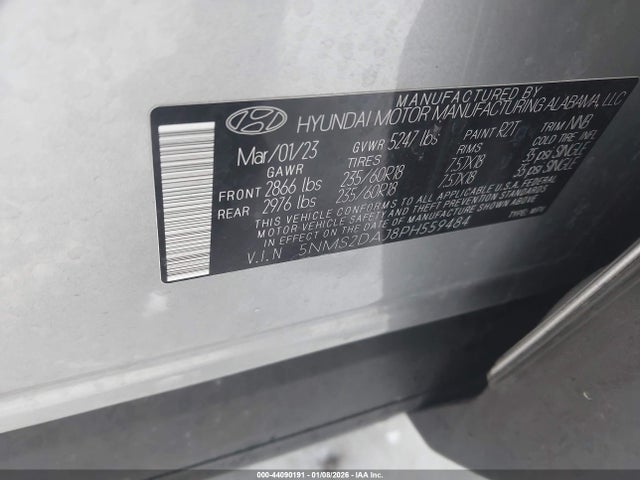 MANUFACTURED BY
HYUNDAI MOTOR MANUFACTURING ALABAMA, LLC
Mar/01/23 GVWR 5247 lbs PAINT R2T TRIM NNB
GAWR TIRES RIMS COLD TIRE INFL.
FRONT 2866 lbs 235/60R18 7.5JX18 35 psi SINGLE
REAR 2976 lbs 235/60R18 7.5JX18 35 psi SINGLE
THIS VEHICLE CONFORMS TO ALL APPLICABLE U.S.A. FEDERAL
MOTOR VEHICLE SAFETY AND THEFT PREVENTION STANDARDS
IN EFFECT ON THE DATE OF MANUFACTURE SHOWN ABOVE.
V.I.N 5NMS2DAJ8PH559484 TYPE: MPV
000-44090191 - 01/08/2026 - IAA Inc.